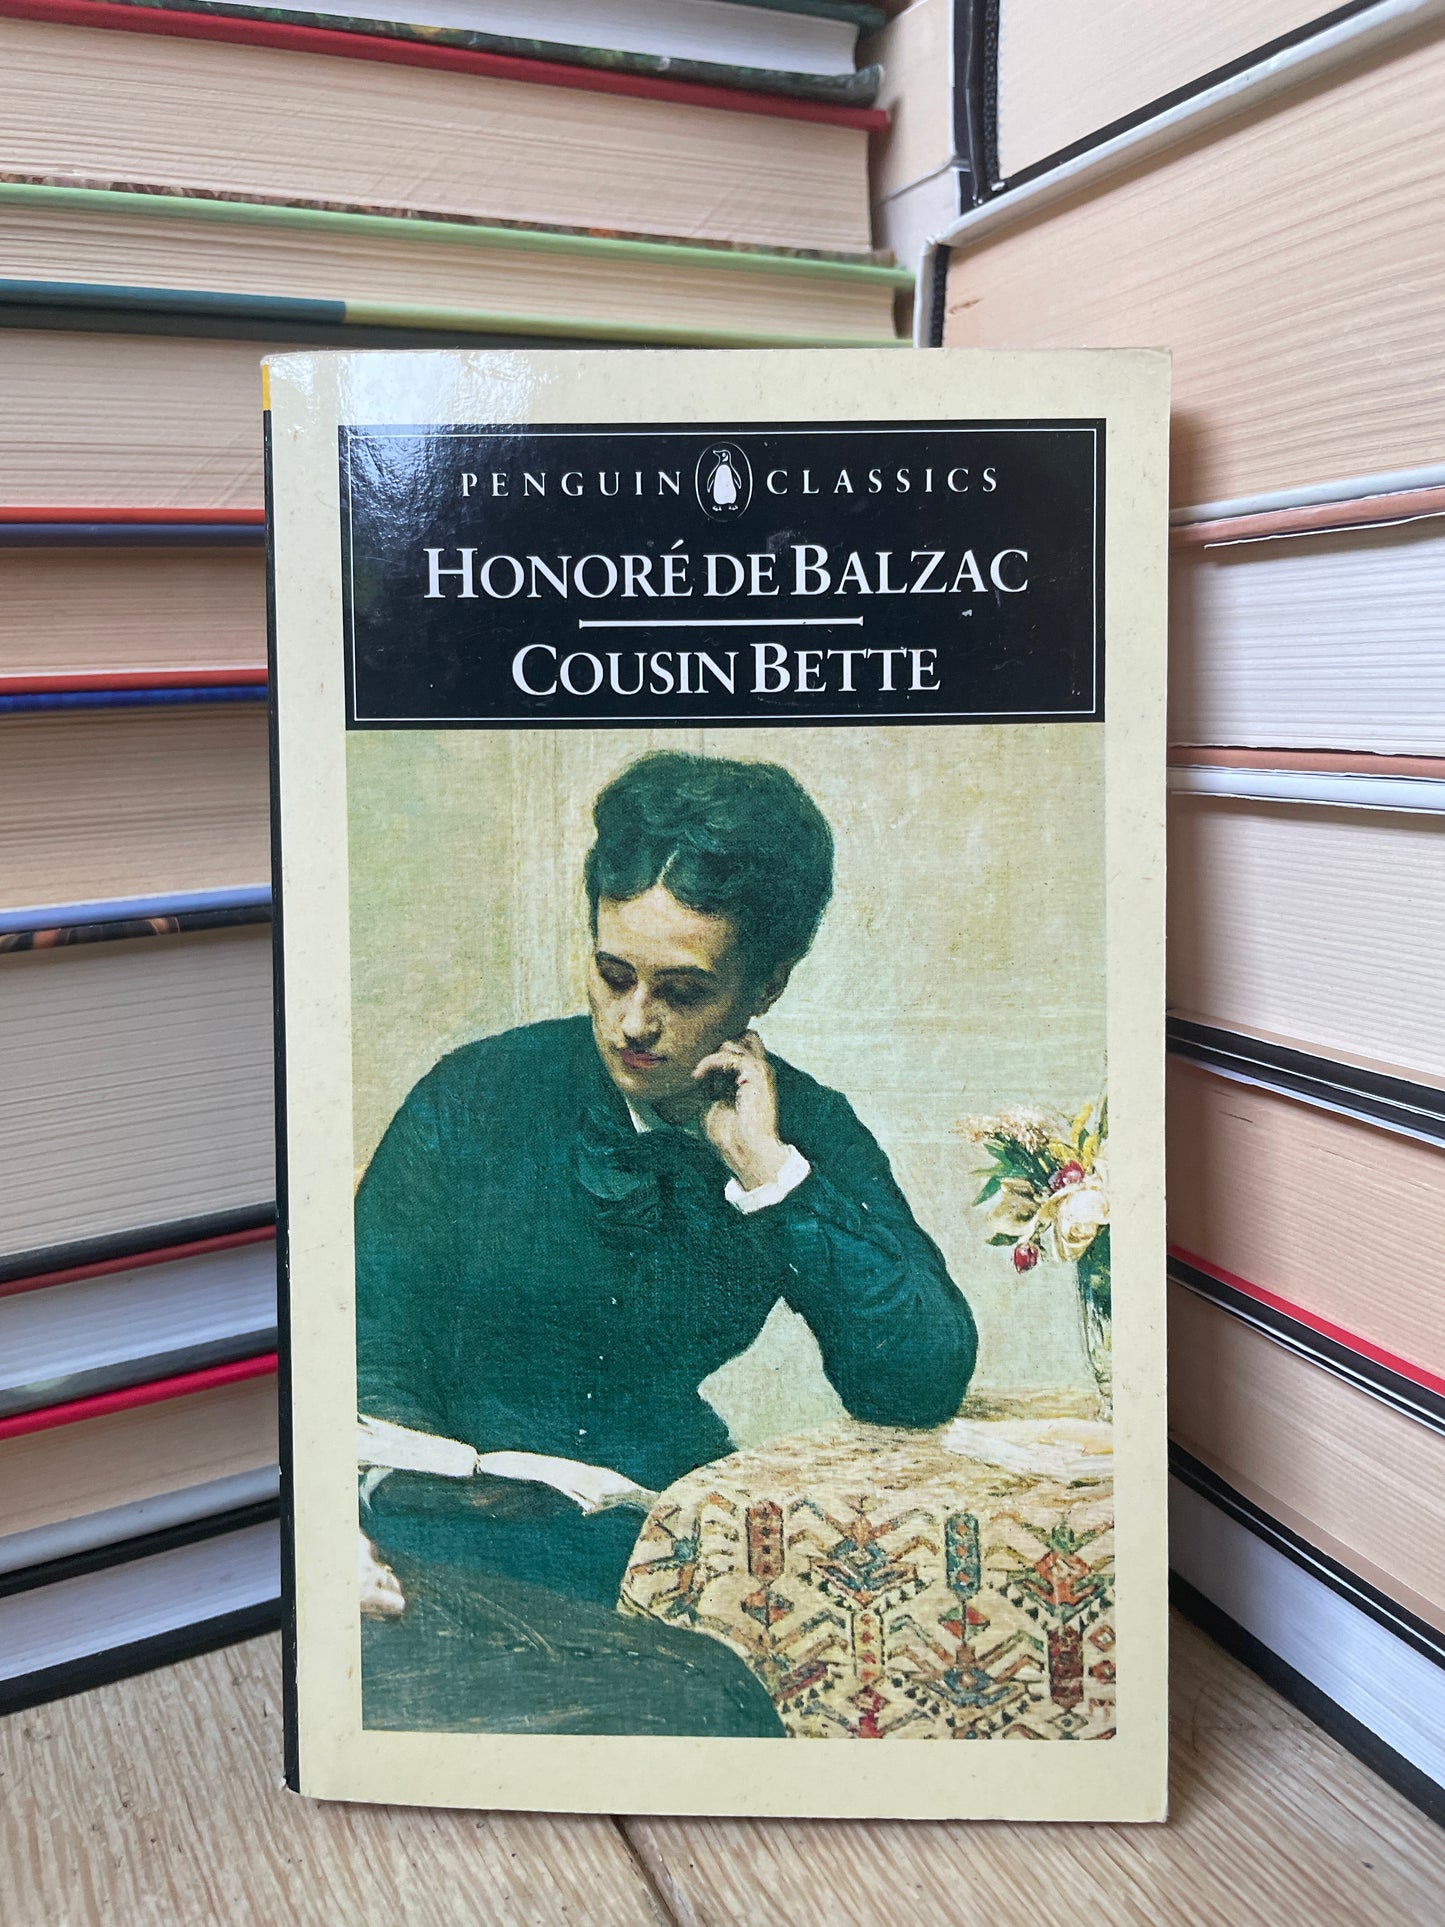 PENGUIN CLASSICS
HONORÉ DE BALZAC
COUSIN BETTE